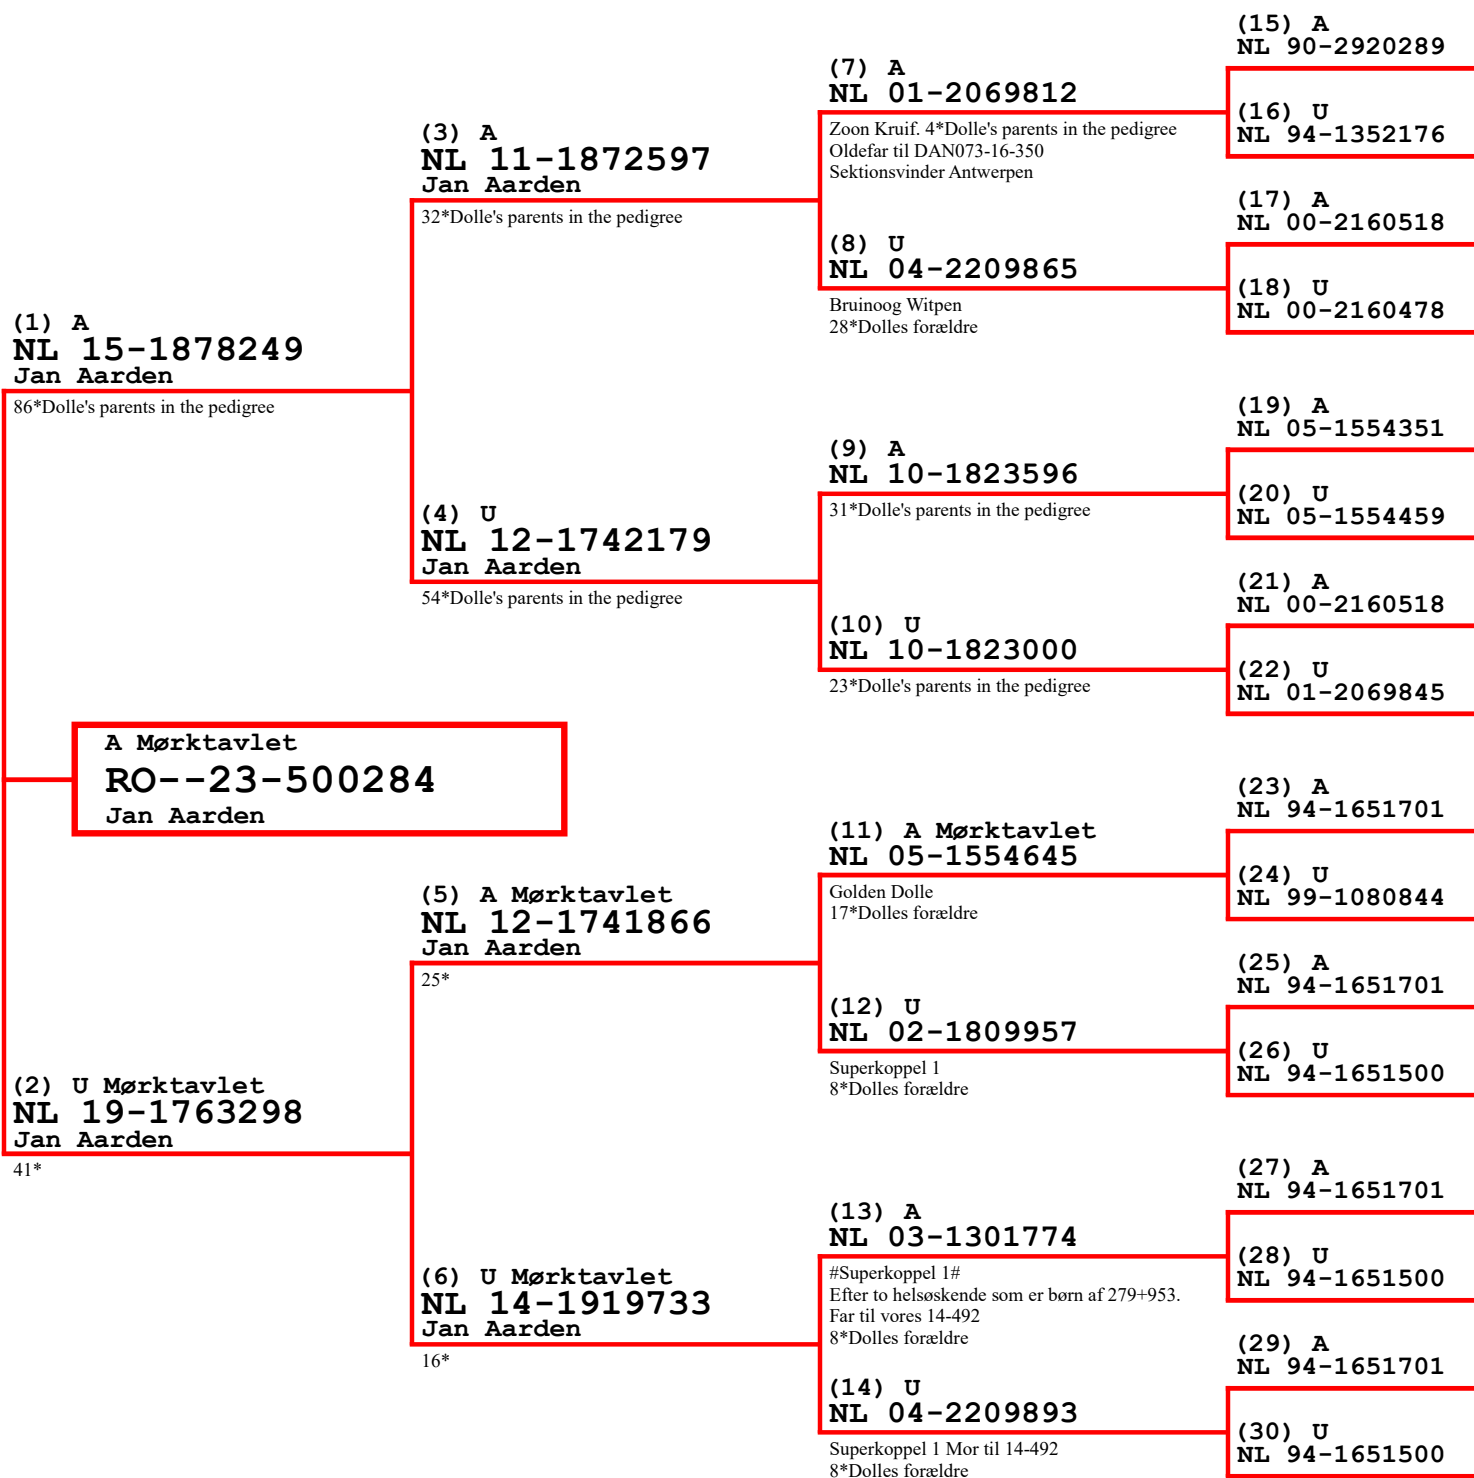 (1) A
NL 15-1878249
Jan Aarden
86*Dolle's parents in the pedigree
A Mørktavlet
RO--23-500284
Jan Aarden
(2) U Mørktavlet
NL 19-1763298
Jan Aarden
41*
(3) A
NL 11-1872597
Jan Aarden
32*Dolle's parents in the pedigree
(4) U
NL 12-1742179
Jan Aarden
54*Dolle's parents in the pedigree
(5) A Mørktavlet
NL 12-1741866
Jan Aarden
25*
(6) U Mørktavlet
NL 14-1919733
Jan Aarden
16*
(7) A
NL 01-2069812
Zoon Kruif. 4*Dolle's parents in the pedigree
Oldefar til DAN073-16-350
Sektionsvinder Antwerpen
(8) U
NL 04-2209865
Bruinoog Witpen
28*Dolles forældre
(9) A
NL 10-1823596
31*Dolle's parents in the pedigree
(10) U
NL 10-1823000
23*Dolle's parents in the pedigree
(11) A Mørktavlet
NL 05-1554645
Golden Dolle
17*Dolles forældre
(12) U
NL 02-1809957
Superkoppel 1
8*Dolles forældre
(13) A
NL 03-1301774
#Superkoppel 1#
Efter to helsøskende som er børn af 279+953.
Far til vores 14-492
8*Dolles forældre
(14) U
NL 04-2209893
Superkoppel 1 Mor til 14-492
8*Dolles forældre
(15) A
NL 90-2920289
(16) U
NL 94-1352176
(17) A
NL 00-2160518
(18) U
NL 00-2160478
(19) A
NL 05-1554351
(20) U
NL 05-1554459
(21) A
NL 00-2160518
(22) U
NL 01-2069845
(23) A
NL 94-1651701
(24) U
NL 99-1080844
(25) A
NL 94-1651701
(26) U
NL 94-1651500
(27) A
NL 94-1651701
(28) U
NL 94-1651500
(29) A
NL 94-1651701
(30) U
NL 94-1651500